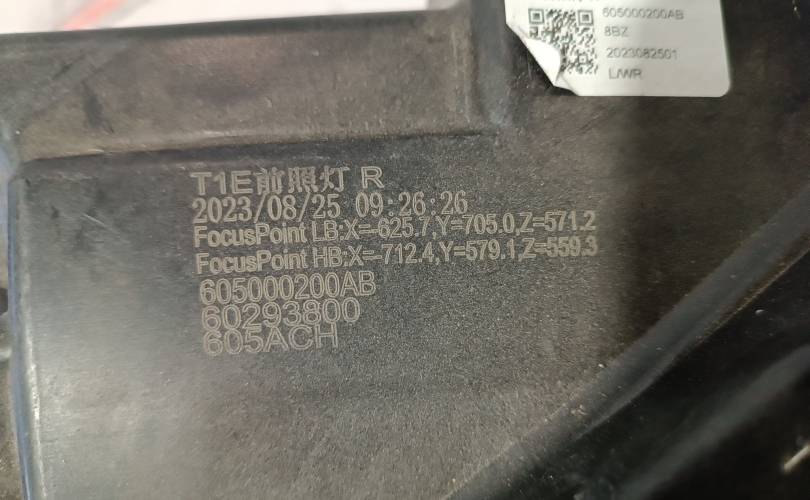 605000200AB
8BZ
2023082501
L/WR
T1E前照灯 R
2023/08/25 09:26:26
FocusPoint LB:X=-625.7,Y=705.0,Z=571.2
FocusPoint HB:X=-712.4,Y=579.1,Z=559.3
605000200AB
60293800
605ACH